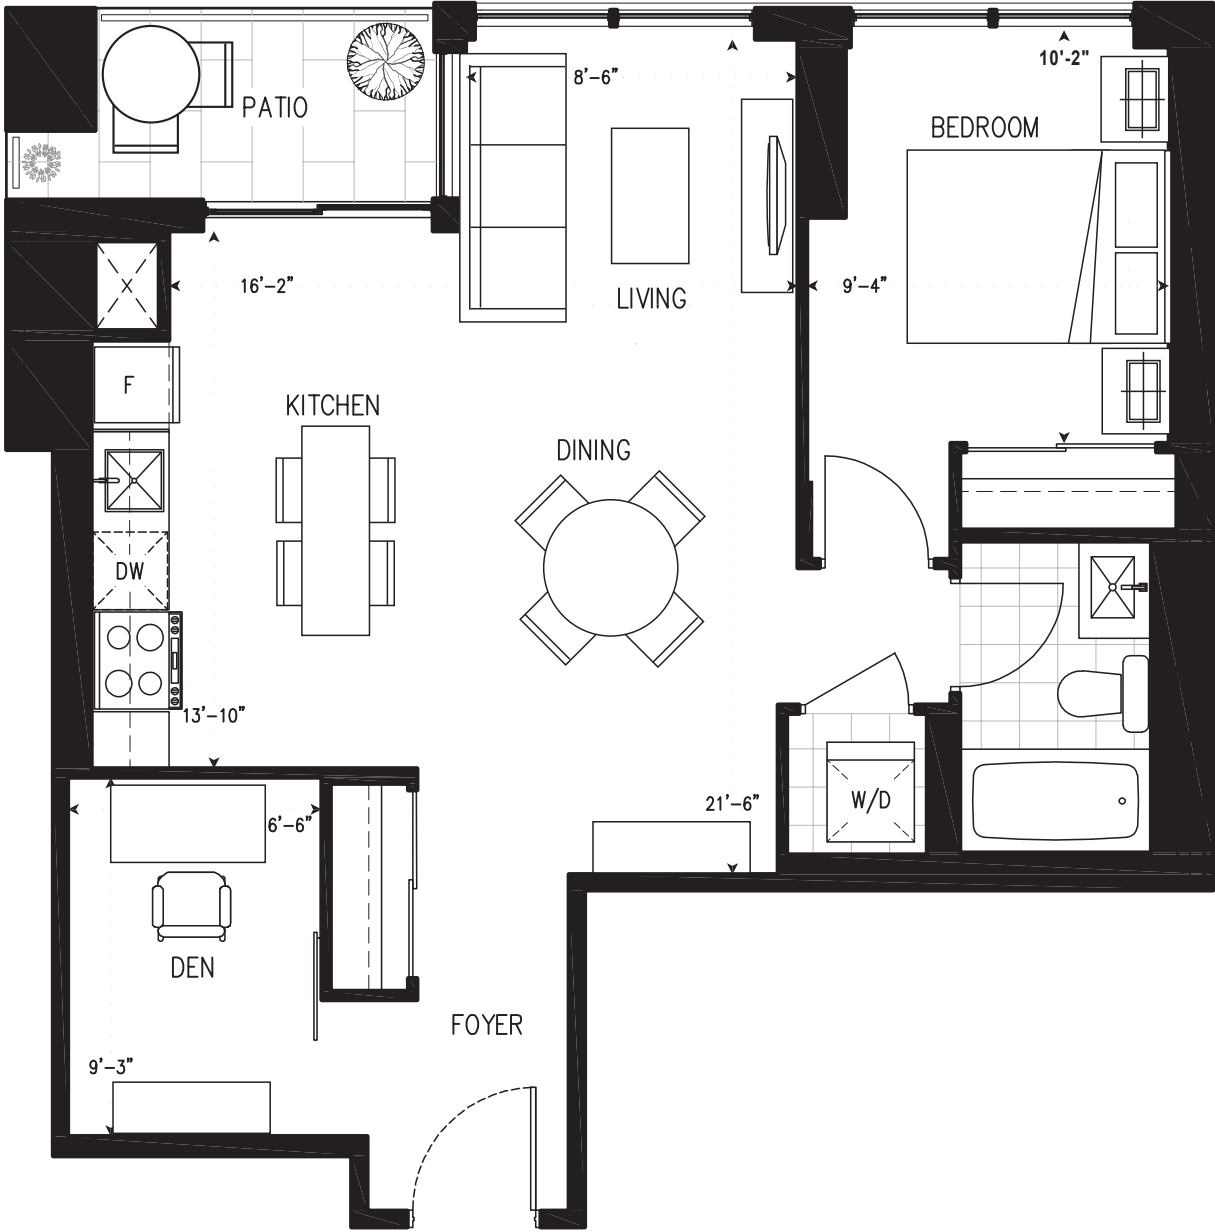 10'-2"
8'-6"
PATIO
BEDROOM
16'-2"
9'-4"
LIVING
F
KITCHEN
DINING
DW
13'-10"
W/D
21'-6"
6'-6"
DEN
FOYER
9'-3"